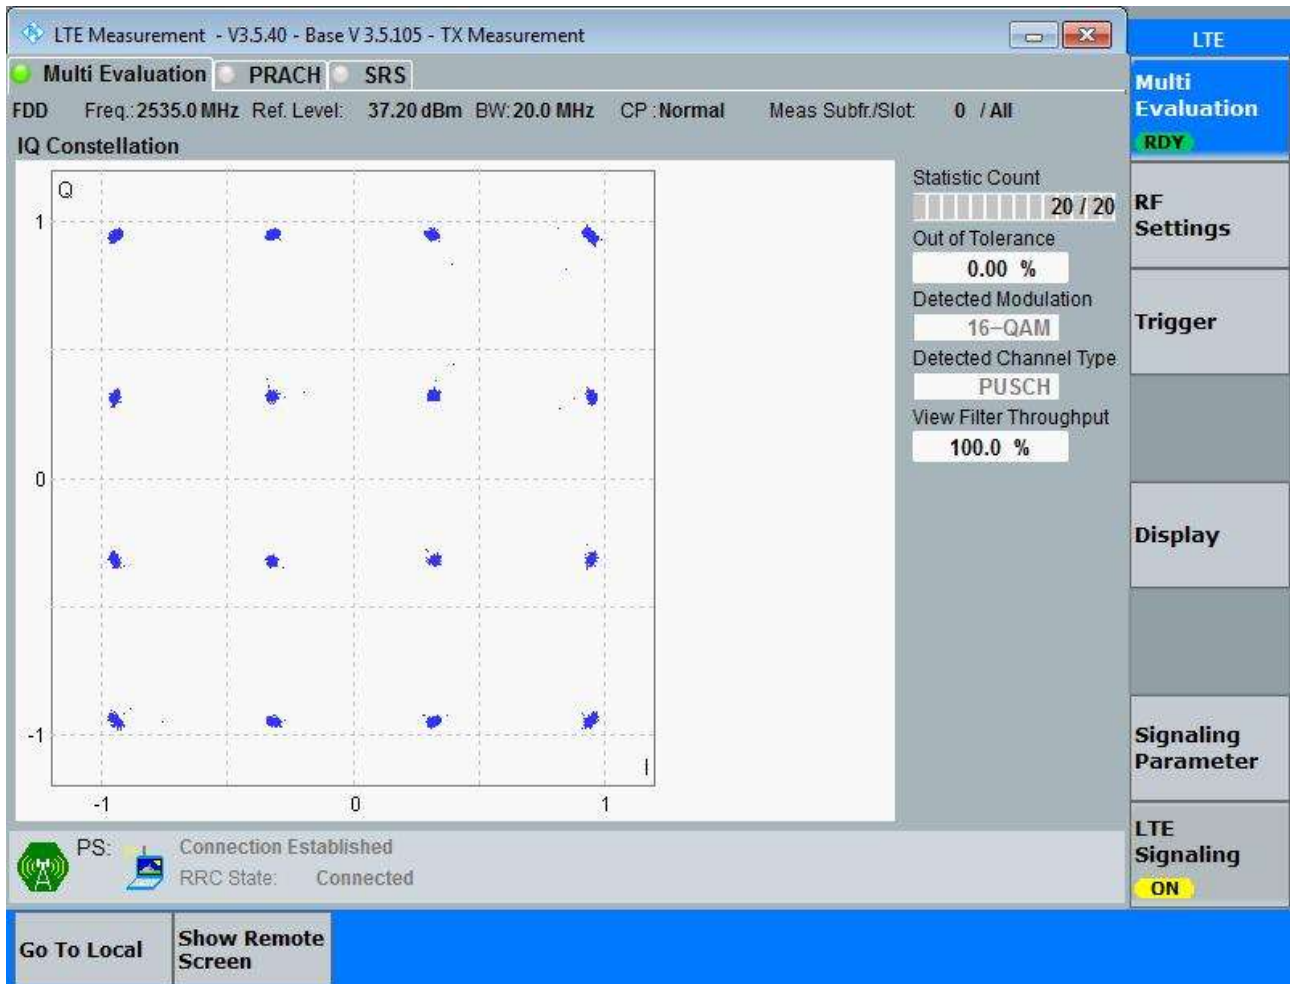 LTE Measurement - V3.5.40 - Base V 3.5.105 - TX Measurement
Multi Evaluation PRACH SRS
FDD Freq.: 2535.0 MHz Ref. Level: 37.20 dBm BW: 20.0 MHz CP : Normal Meas Subfr./Slot: 0 / All
IQ Constellation
Q
1
0
-1
I
-1 0 1
Statistic Count
20 / 20
Out of Tolerance
0.00 %
Detected Modulation
16-QAM
Detected Channel Type
PUSCH
View Filter Throughput
100.0 %
PS: Connection Established
RRC State: Connected
LTE
Multi
Evaluation
RDY
RF
Settings
Trigger
Display
Signaling
Parameter
LTE
Signaling
ON
Go To Local
Show Remote
Screen